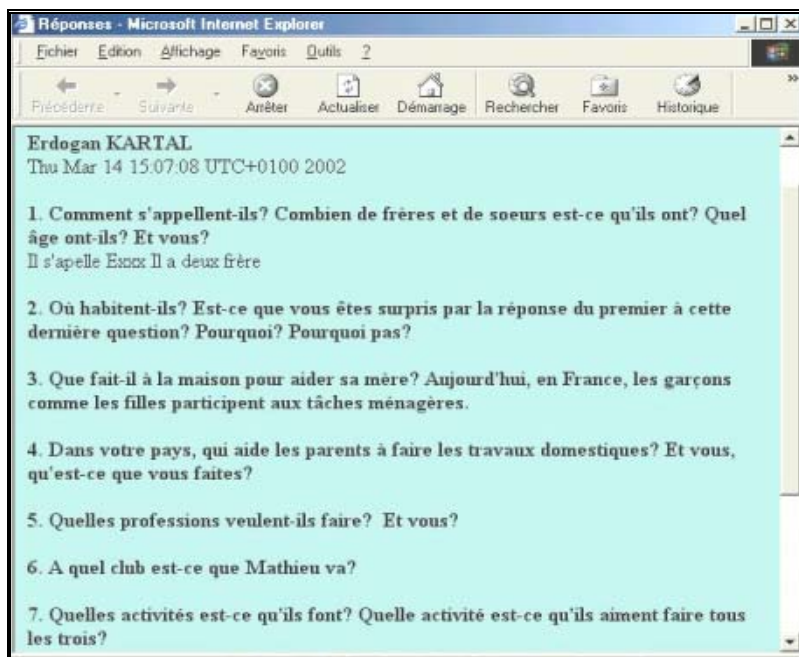 Réponses - Microsoft Internet Explorer
Fichier Edition Affichage Favoris Outils ?
Précédente Suivante Arrêter Actualiser Démarrage Rechercher Favoris Historique »
Erdogan KARTAL
Thu Mar 14 15:07:08 UTC+0100 2002
1. Comment s'appellent-ils? Combien de frères et de soeurs est-ce qu'ils ont? Quel
âge ont-ils? Et vous?
Il s'apelle Exxx Il a deux frère
2. Où habitent-ils? Est-ce que vous êtes surpris par la réponse du premier à cette
dernière question? Pourquoi? Pourquoi pas?
3. Que fait-il à la maison pour aider sa mère? Aujourd'hui, en France, les garçons
comme les filles participent aux tâches ménagères.
4. Dans votre pays, qui aide les parents à faire les travaux domestiques? Et vous,
qu'est-ce que vous faites?
5. Quelles professions veulent-ils faire? Et vous?
6. A quel club est-ce que Mathieu va?
7. Quelles activités est-ce qu'ils font? Quelle activité est-ce qu'ils aiment faire tous
les trois?